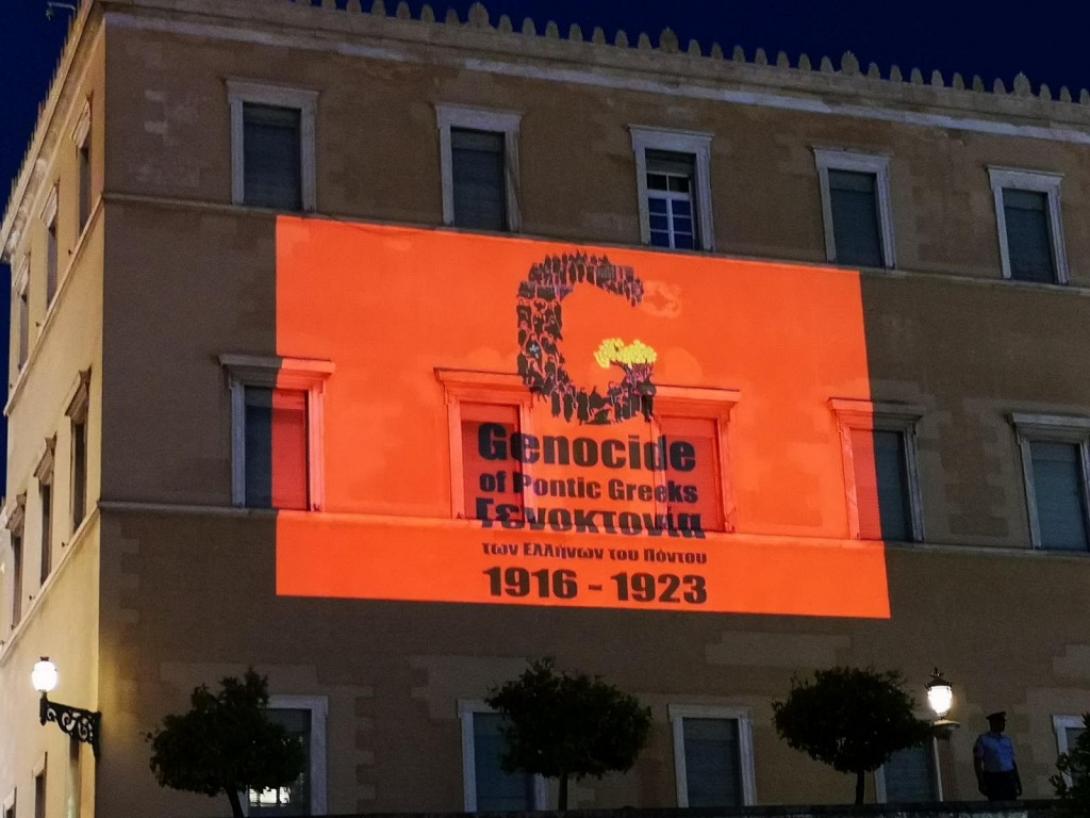 G
Genocide
of Pontic Greeks
Γενοκτονία
των Ελλήνων του Πόντου
1916 - 1923